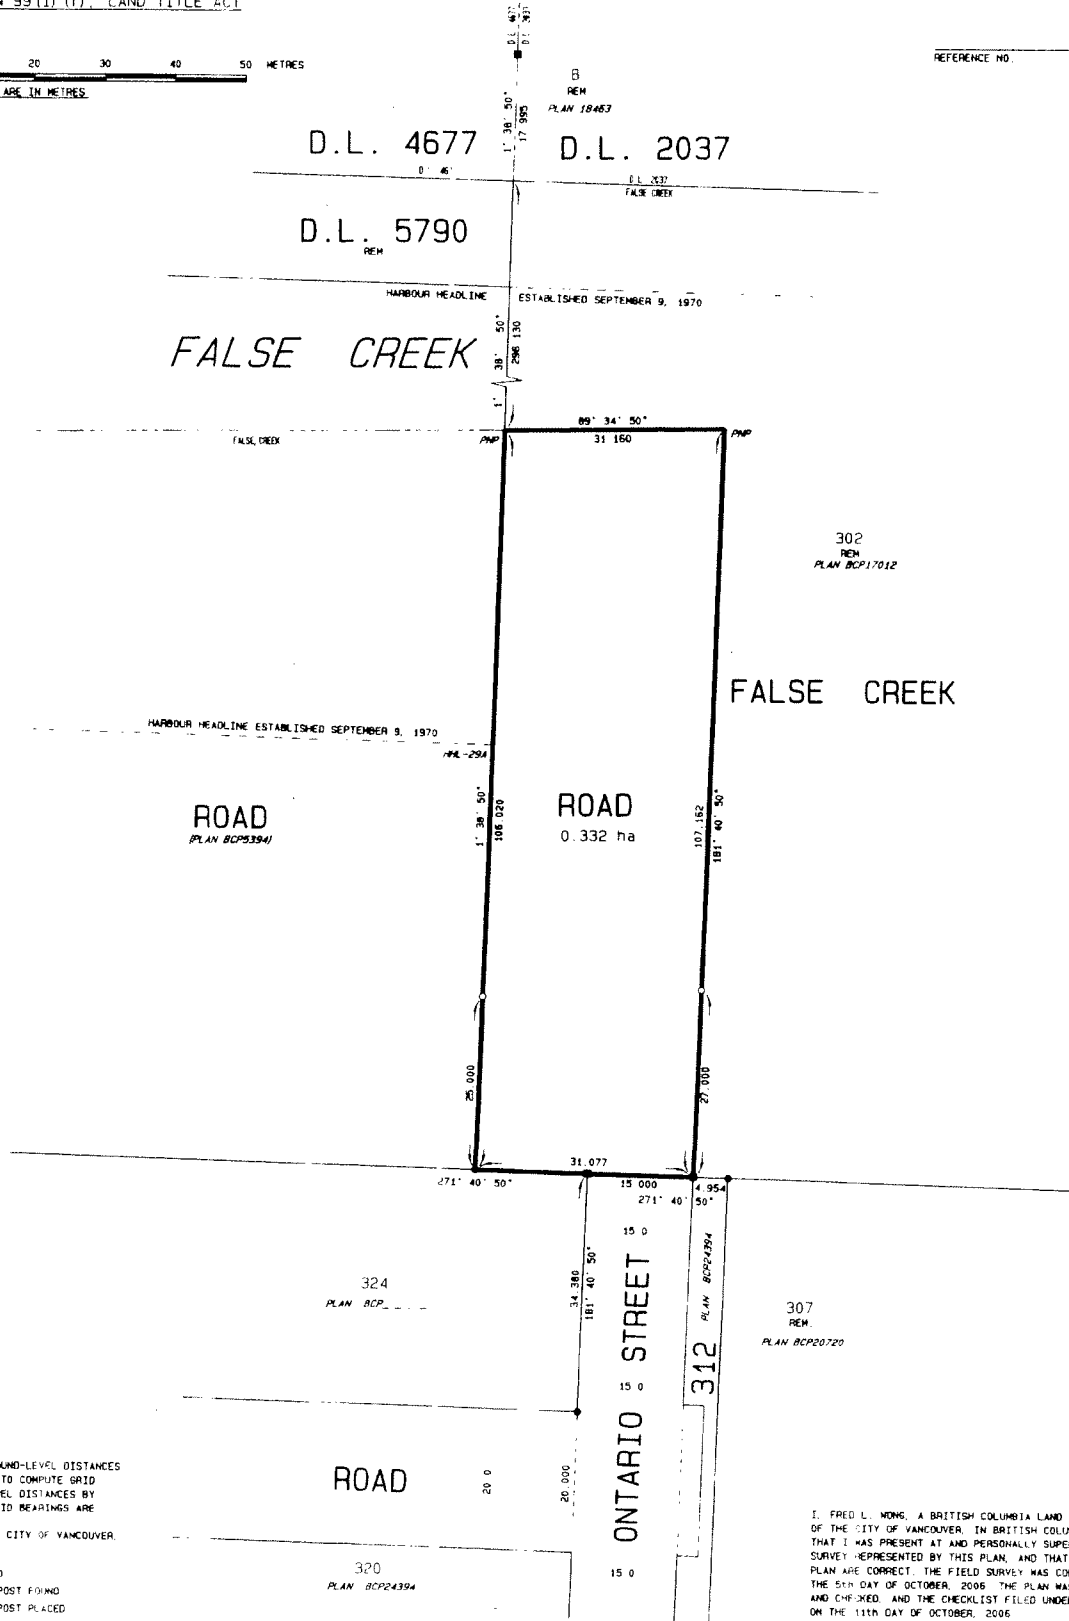 99(1)(f), LAND TITLE ACT
20 30 40 50 METRES
ARE IN METRES
REFERENCE NO.
D.L. 4677
D.L. 2037
B
REM
PLAN 18463
1° 38' 50"
17.995
D.L. 4677
D.L. 2037
D.L. 2037
FALSE CREEK
D.L. 5790
REM
HARBOUR HEADLINE ESTABLISHED SEPTEMBER 9, 1970
FALSE CREEK
1° 38' 50"
296.130
FALSE CREEK
PNP
89° 34' 50"
31.160
PNP
302
REM
PLAN BCP17012
FALSE CREEK
HARBOUR HEADLINE ESTABLISHED SEPTEMBER 9, 1970
HHL-29A
ROAD
(PLAN BCP5394)
1° 38' 50"
106.020
ROAD
0.332 ha
107.162
181° 40' 50"
25.000
27.000
31.077
271° 40' 50"
15.000
4.954
271° 40' 50"
15.0
34.380
181° 40' 50"
324
PLAN BCP_____
ONTARIO STREET
15.0
312 PLAN BCP24394
307
REM.
PLAN BCP20720
ROAD
20.0
20.000
15.0
320
PLAN BCP24394
UND-LEVEL DISTANCES
TO COMPUTE GRID
EL DISTANCES BY
ID BEARINGS ARE
CITY OF VANCOUVER.
POST FOUND
POST PLACED
I, FRED L. WONG, A BRITISH COLUMBIA LAND
OF THE CITY OF VANCOUVER, IN BRITISH COLU
THAT I WAS PRESENT AT AND PERSONALLY SUPE
SURVEY REPRESENTED BY THIS PLAN, AND THAT
PLAN ARE CORRECT. THE FIELD SURVEY WAS CO
THE 5th DAY OF OCTOBER, 2006 THE PLAN WA
AND CHECKED, AND THE CHECKLIST FILED UNDE
ON THE 11th DAY OF OCTOBER, 2006